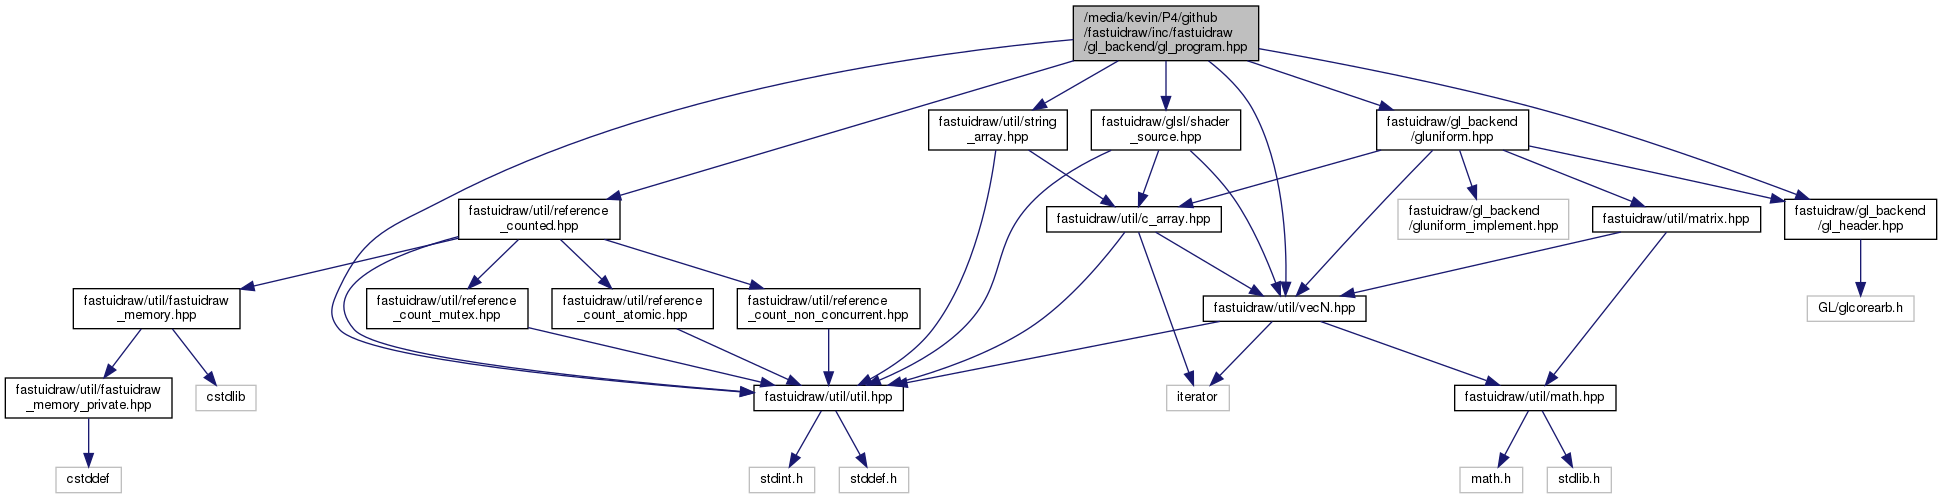 /media/kevin/P4/github
/fastuidraw/inc/fastuidraw
/gl_backend/gl_program.hpp
fastuidraw/util/string
_array.hpp
fastuidraw/glsl/shader
_source.hpp
fastuidraw/gl_backend
/gluniform.hpp
fastuidraw/util/reference
_counted.hpp
fastuidraw/util/c_array.hpp
fastuidraw/gl_backend
/gluniform_implement.hpp
fastuidraw/util/matrix.hpp
fastuidraw/gl_backend
/gl_header.hpp
fastuidraw/util/fastuidraw
_memory.hpp
fastuidraw/util/reference
_count_mutex.hpp
fastuidraw/util/reference
_count_atomic.hpp
fastuidraw/util/reference
_count_non_concurrent.hpp
fastuidraw/util/vecN.hpp
GL/glcorearb.h
fastuidraw/util/fastuidraw
_memory_private.hpp
cstdlib
fastuidraw/util/util.hpp
iterator
fastuidraw/util/math.hpp
cstddef
stdint.h
stddef.h
math.h
stdlib.h